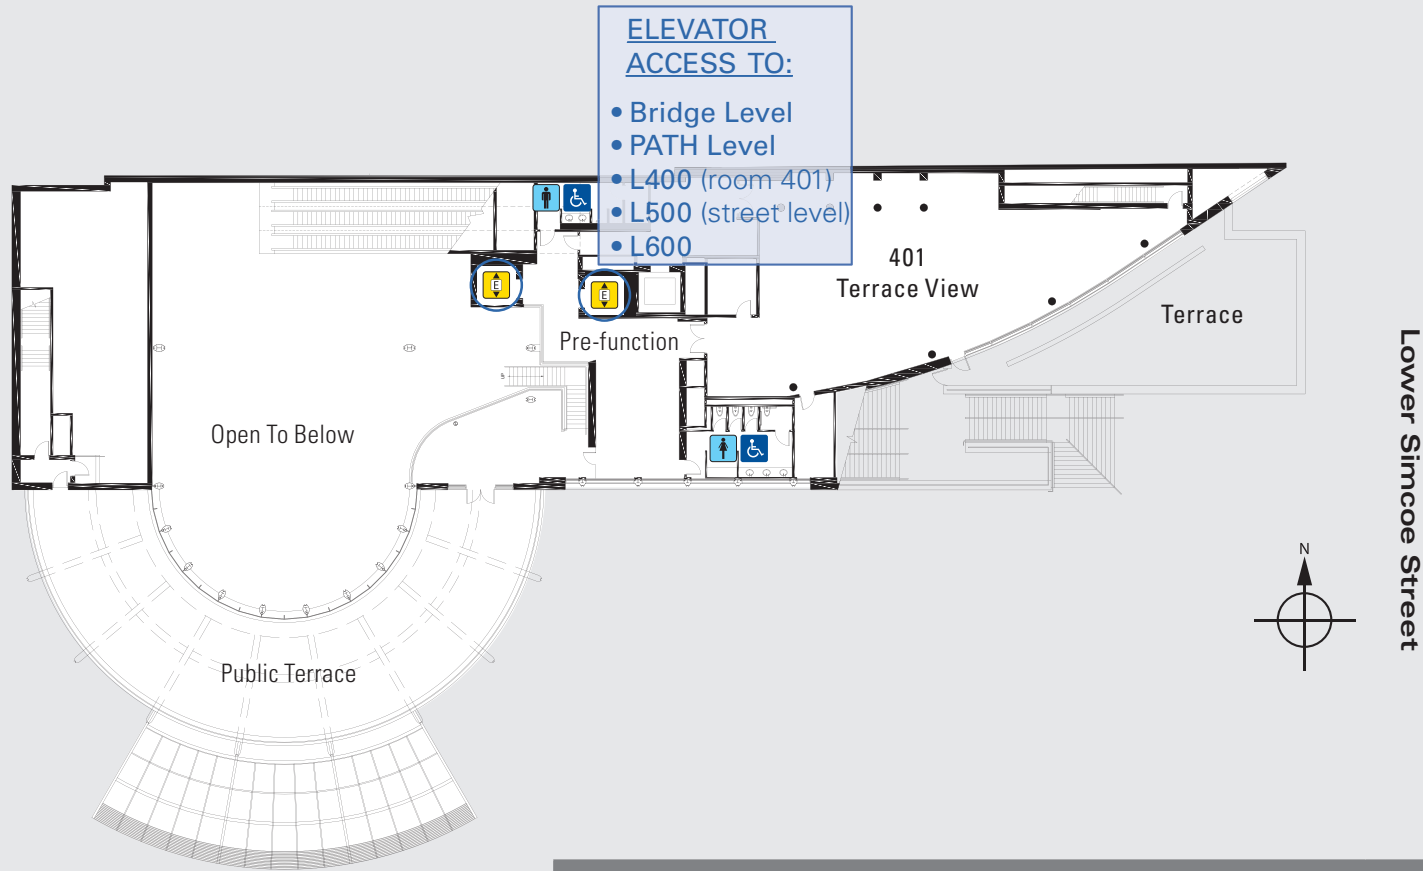 ELEVATOR
ACCESS TO:
• Bridge Level
• PATH Level
• L400 (room 401)
• L500 (street level)
• L600
E
E
401
Terrace View
Terrace
Pre-function
UP
Open To Below
Public Terrace
N
Lower Simcoe Street